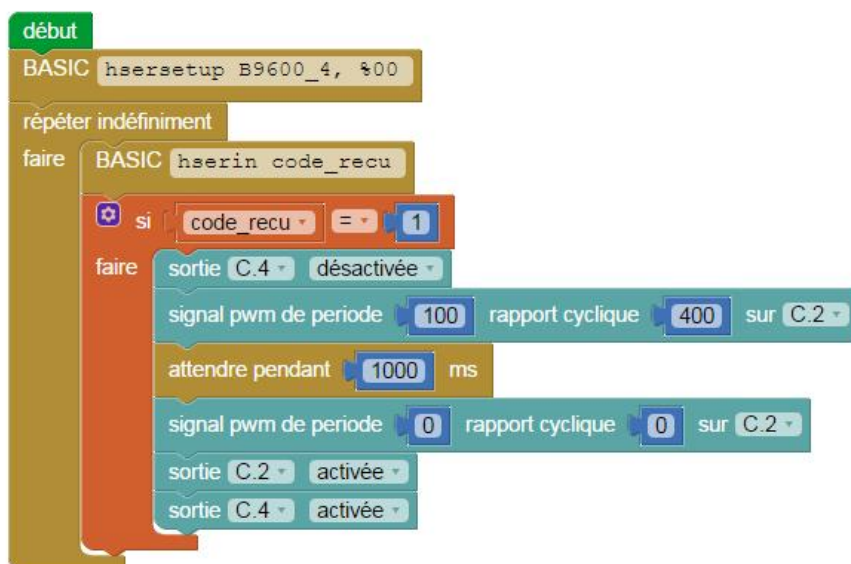 début
BASIC hsersetup B9600_4, %00
répéter indéfiniment
faire BASIC hserin code_recu
si code_recu = 1
faire sortie C.4 désactivée
signal pwm de periode 100 rapport cyclique 400 sur C.2
attendre pendant 1000 ms
signal pwm de periode 0 rapport cyclique 0 sur C.2
sortie C.2 activée
sortie C.4 activée